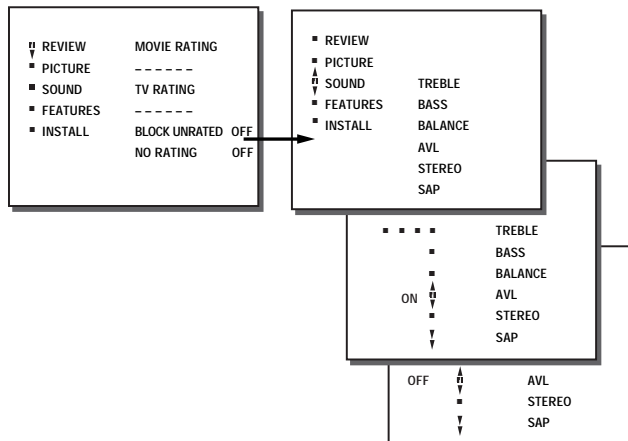 REVIEW MOVIE RATING
PICTURE – – – – – –
SOUND TV RATING
FEATURES – – – – – –
INSTALL BLOCK UNRATED OFF
NO RATING OFF
REVIEW
PICTURE
SOUND TREBLE
FEATURES BASS
INSTALL BALANCE
AVL
STEREO
SAP
TREBLE
BASS
BALANCE
ON AVL
STEREO
SAP
OFF AVL
STEREO
SAP